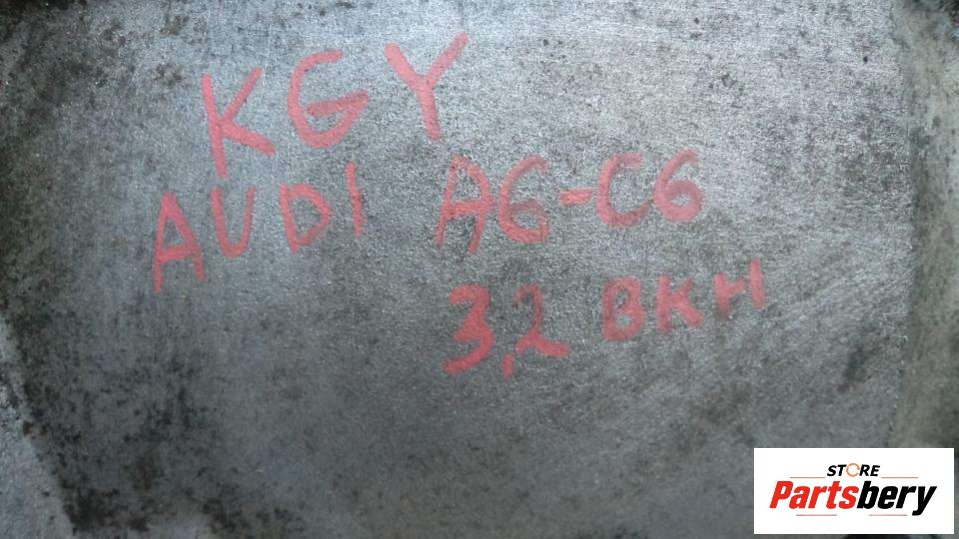 KGY
AUDI A6-C6
3,2 BKH
STORE
Partsbery